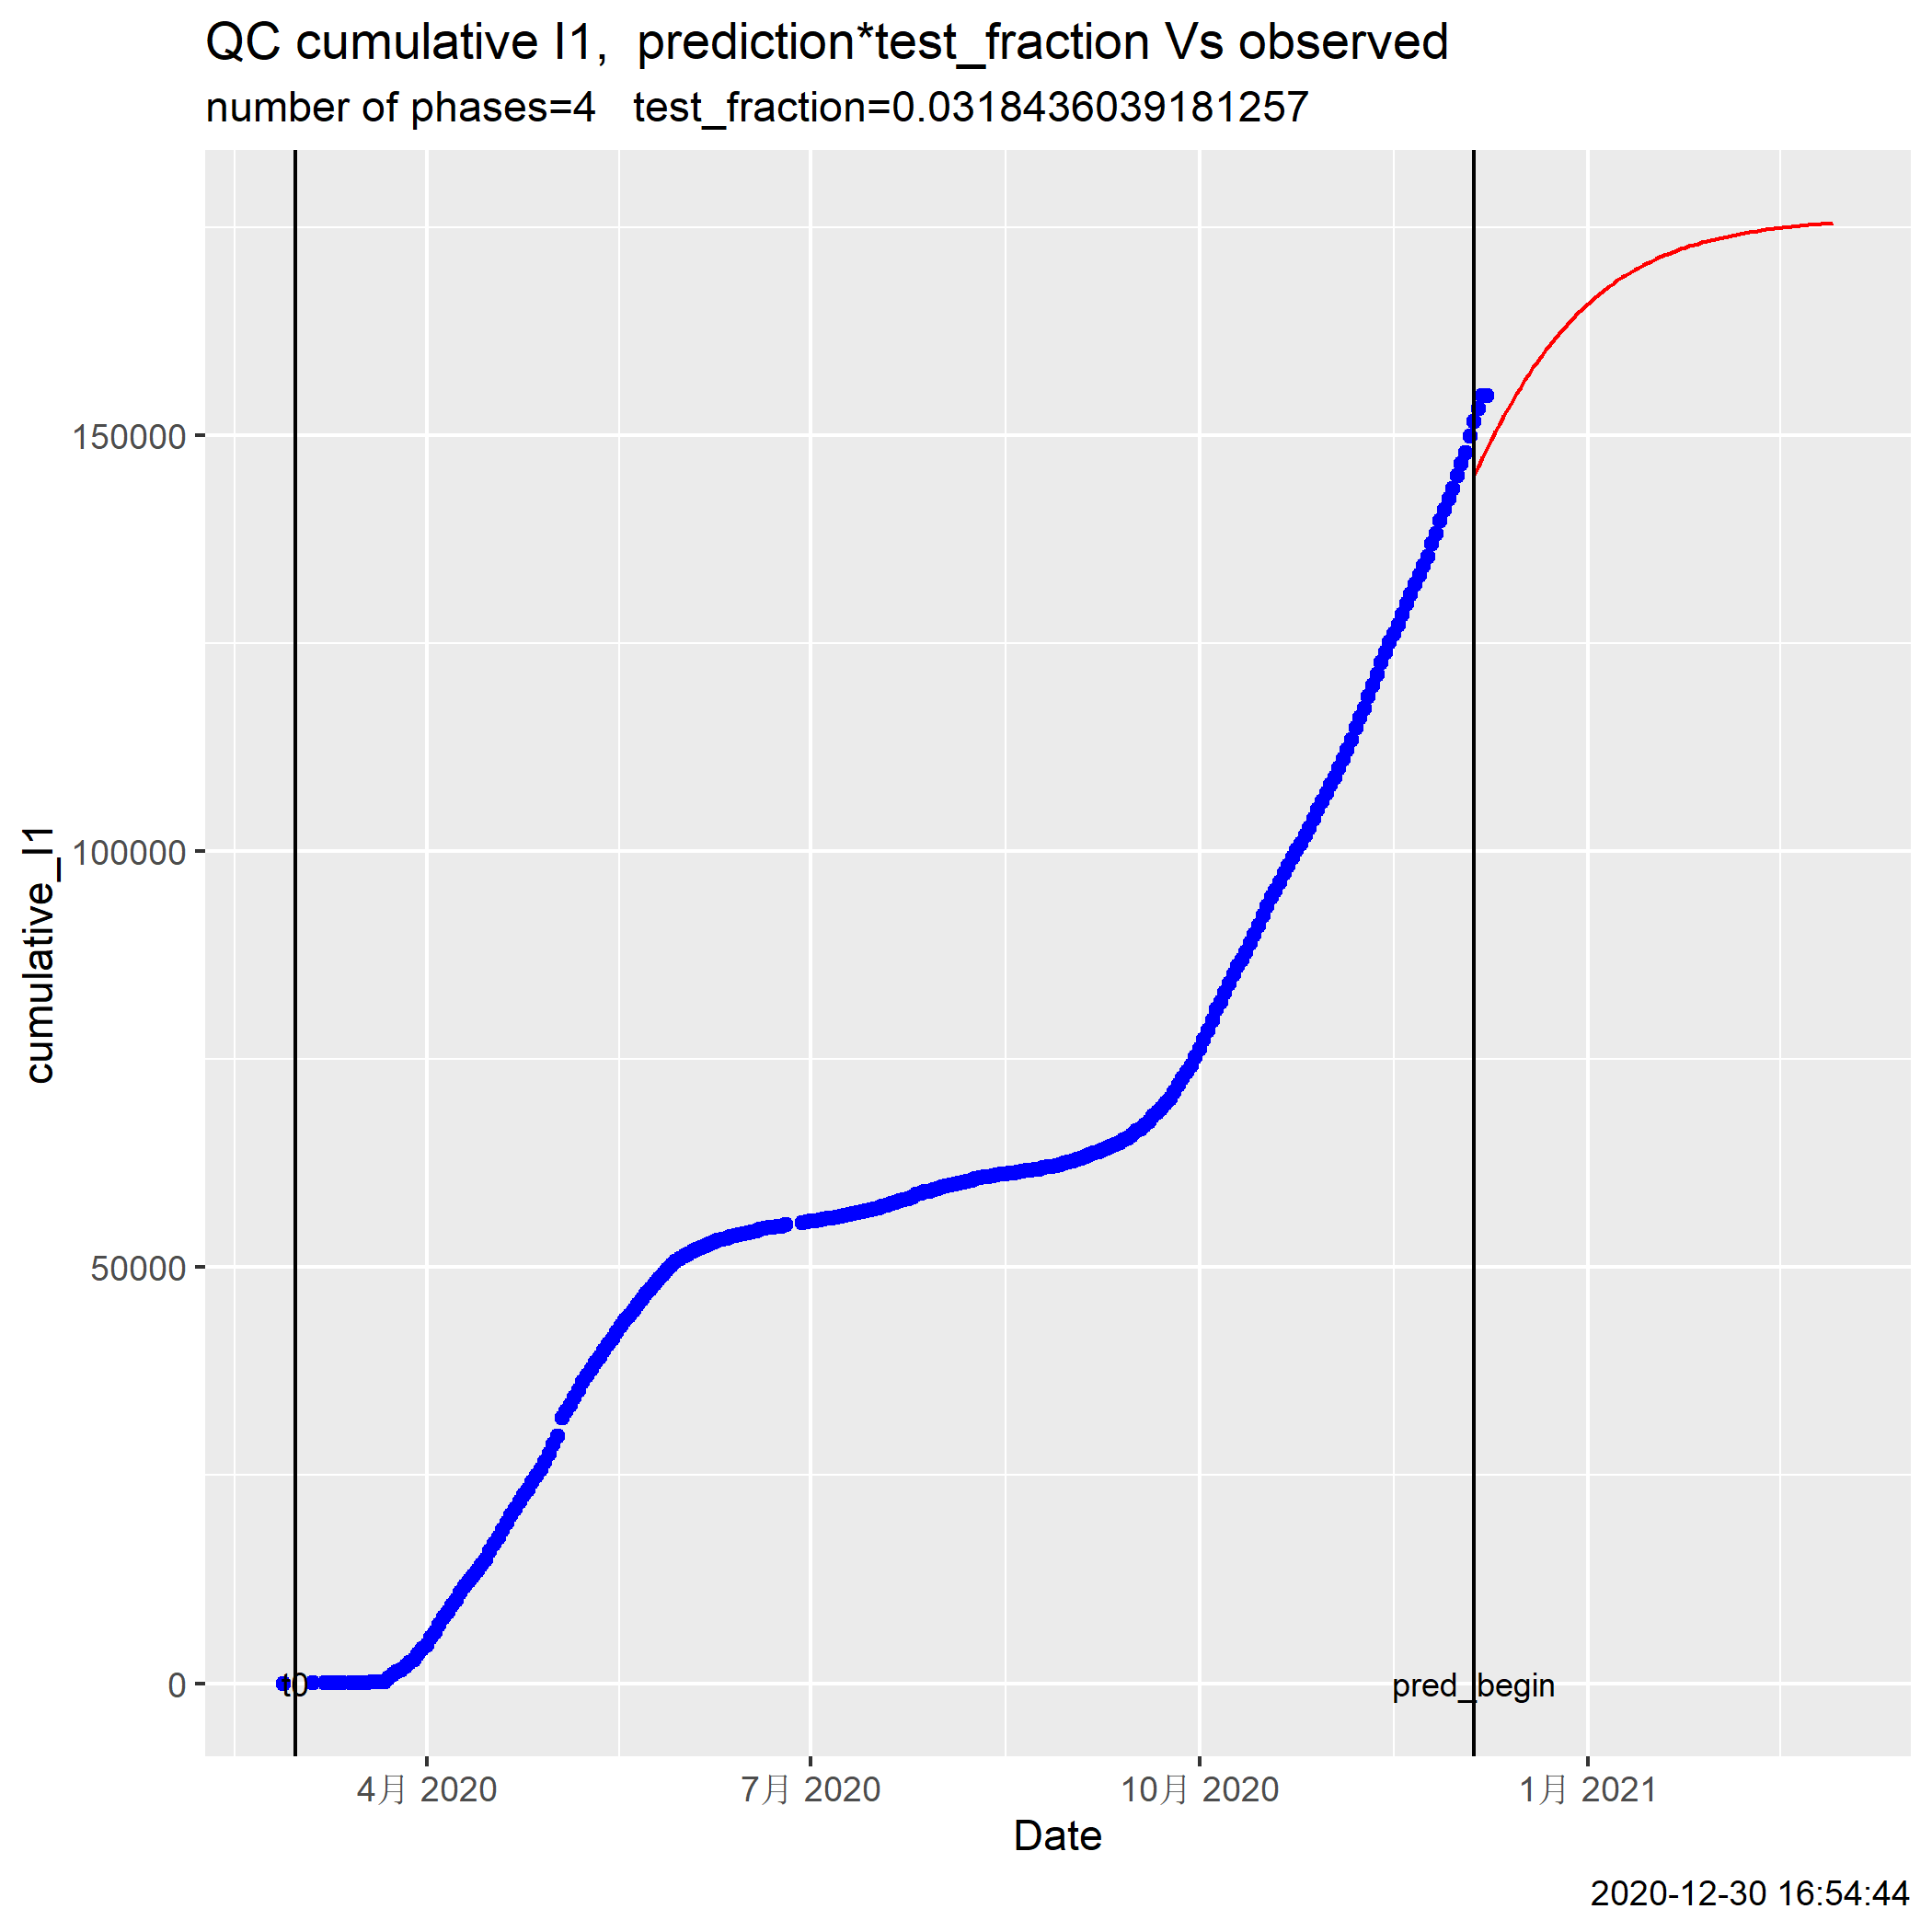 QC cumulative I1,  prediction*test_fraction Vs observed
number of phases=4   test_fraction=0.0318436039181257
cumulative_I1
150000
100000
50000
0
t0
pred_begin
4月 2020
7月 2020
10月 2020
1月 2021
Date
2020-12-30 16:54:44